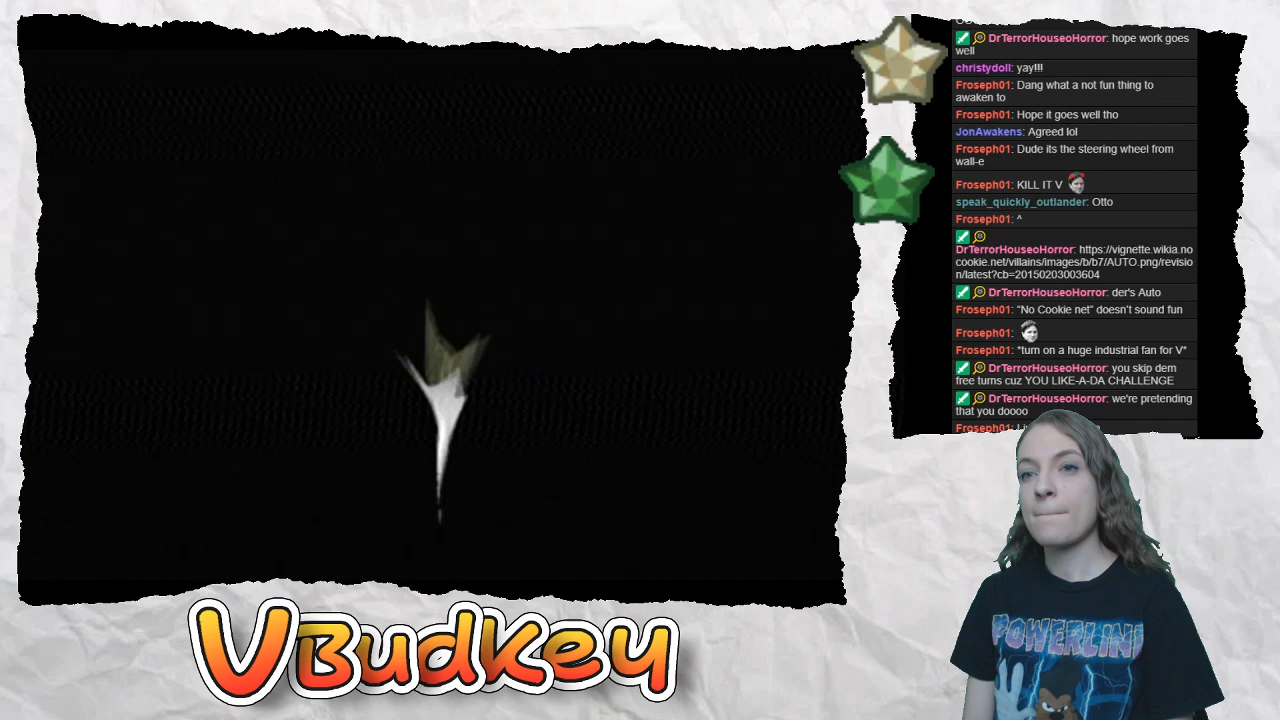 DrTerrorHouseoHorror: hope work goes
well
christydoll: yay!!!
Froseph01: Dang what a not fun thing to
awaken to
Froseph01: Hope it goes well tho
JonAwakens: Agreed lol
Froseph01: Dude its the steering wheel from
wall-e
Froseph01: KILL IT V
speak_quickly_outlander: Otto
Froseph01: ^
DrTerrorHouseoHorror: https://vignette.wikia.no
cookie.net/villains/images/b/b7/AUTO.png/revisio
n/latest?cb=20150203003604
DrTerrorHouseoHorror: der's Auto
Froseph01: "No Cookie net" doesn't sound fun
Froseph01:
Froseph01: *turn on a huge industrial fan for V*
DrTerrorHouseoHorror: you skip dem
free turns cuz YOU LIKE-A-DA CHALLENGE
DrTerrorHouseoHorror: we're pretending
that you doooo
Froseph01:
POWERLINE
VBudkey